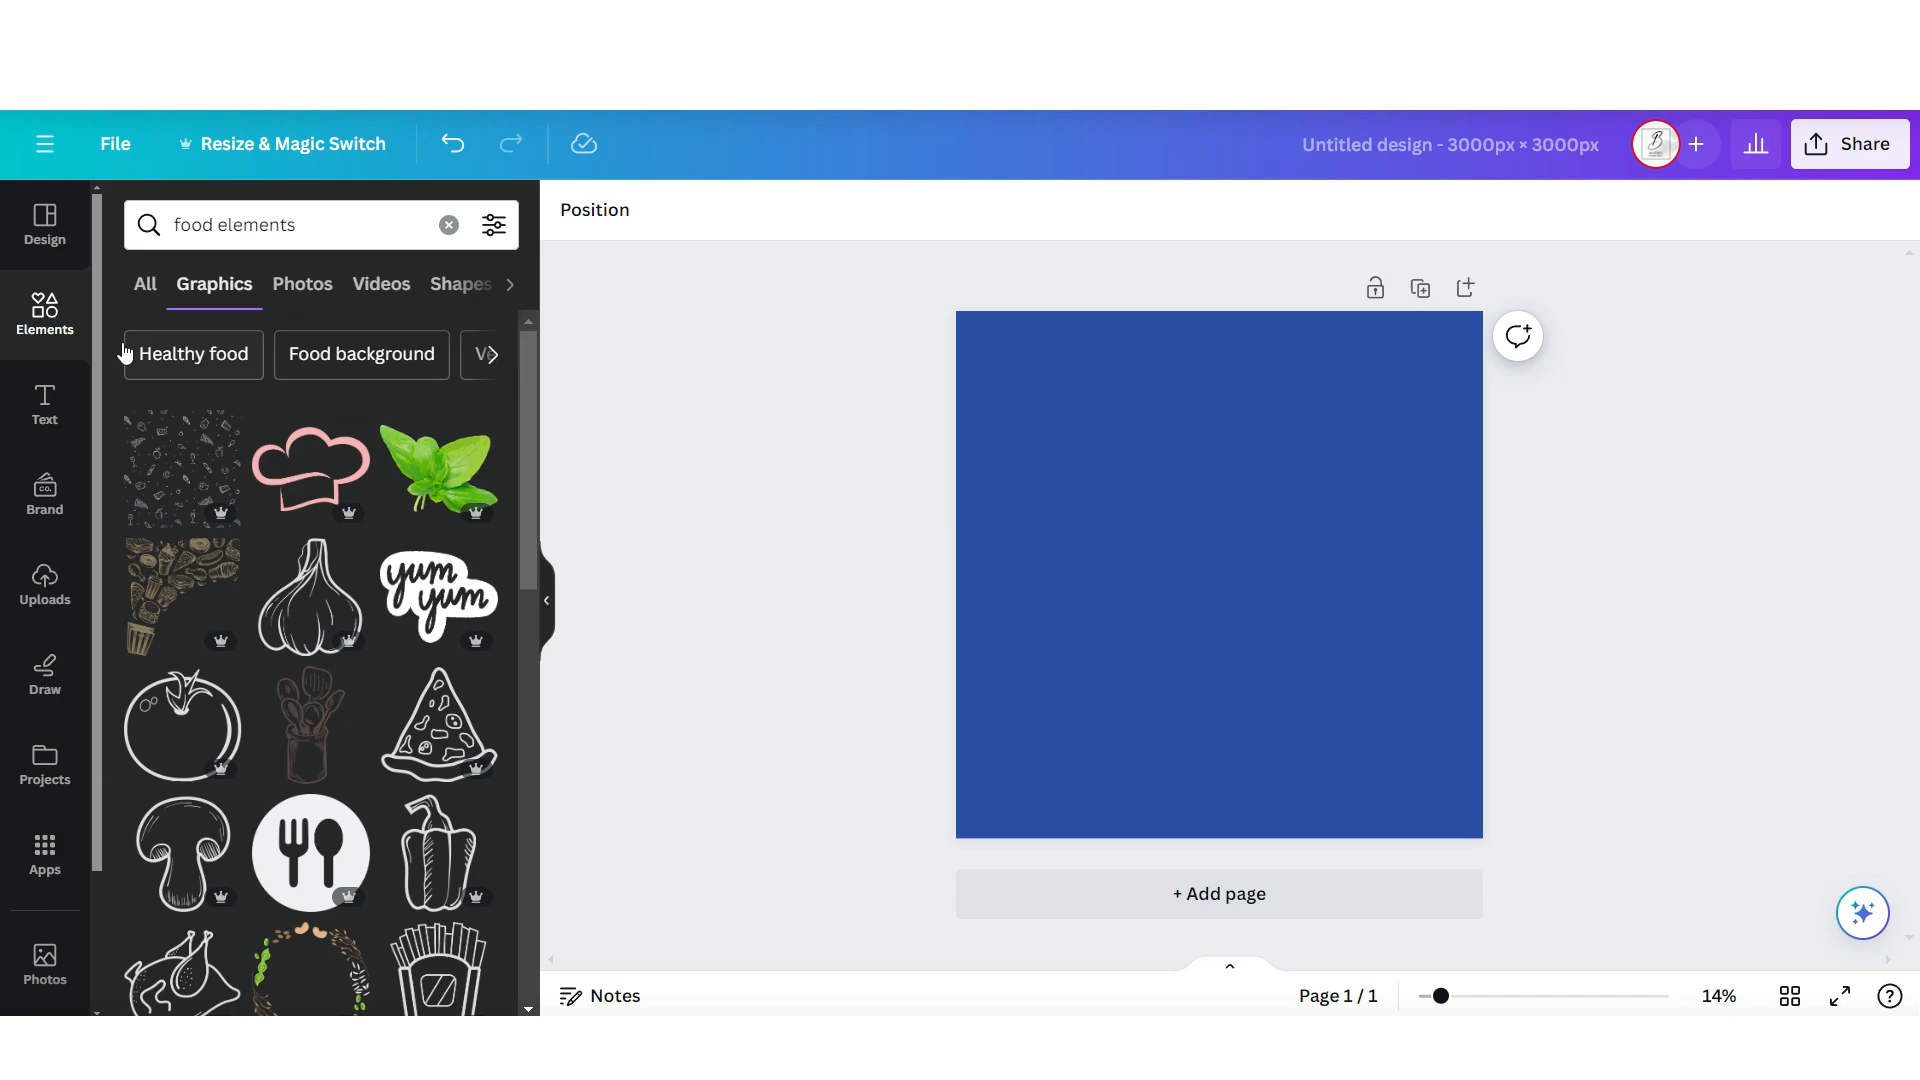 File
Resize & Magic Switch
Untitled design - 3000px × 3000px
Share
Design
Elements
Text
Brand
CO.
Uploads
Draw
Projects
Apps
Photos
food elements
All Graphics Photos Videos Shapes
Healthy food Food background
yum
yum
Position
+ Add page
Notes
Page 1 / 1
14%